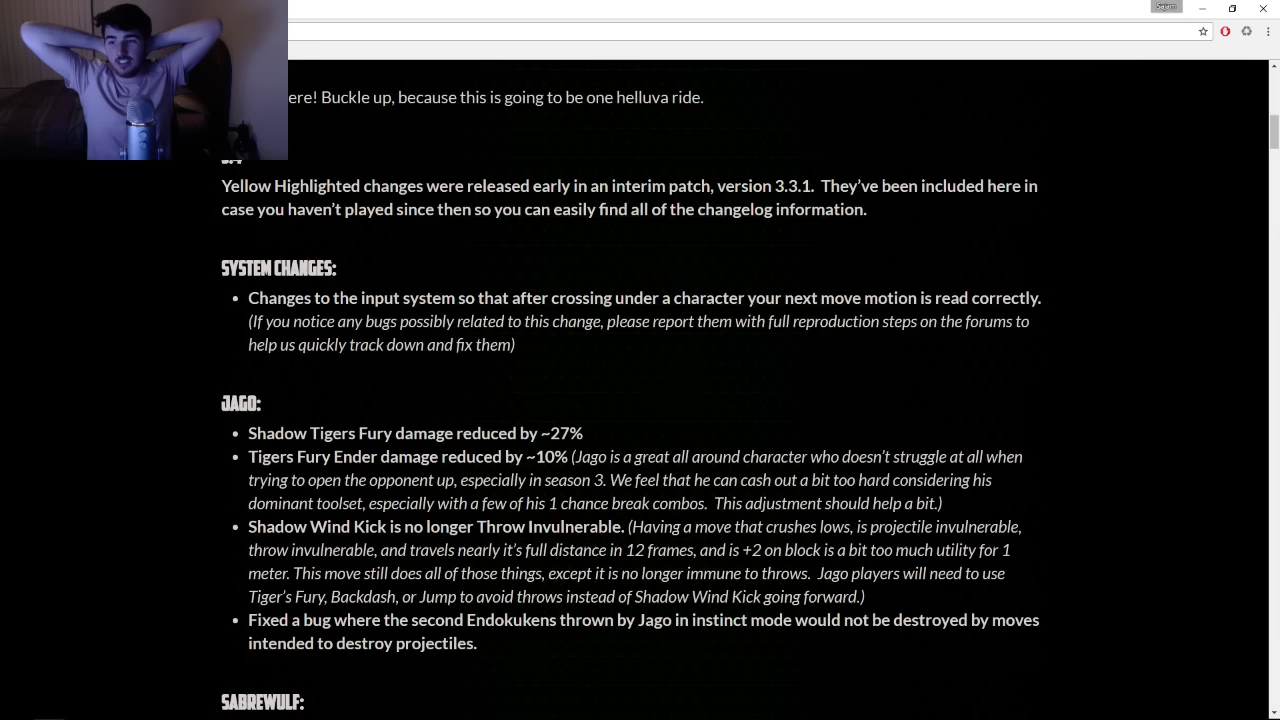 Sajam
ere! Buckle up, because this is going to be one helluva ride.
3.4
Yellow Highlighted changes were released early in an interim patch, version 3.3.1.  They've been included here in
case you haven't played since then so you can easily find all of the changelog information.
SYSTEM CHANGES:
• Changes to the input system so that after crossing under a character your next move motion is read correctly.
(If you notice any bugs possibly related to this change, please report them with full reproduction steps on the forums to
help us quickly track down and fix them)
JAGO:
• Shadow Tigers Fury damage reduced by ~27%
• Tigers Fury Ender damage reduced by ~10% (Jago is a great all around character who doesn't struggle at all when
trying to open the opponent up, especially in season 3. We feel that he can cash out a bit too hard considering his
dominant toolset, especially with a few of his 1 chance break combos.  This adjustment should help a bit.)
• Shadow Wind Kick is no longer Throw Invulnerable. (Having a move that crushes lows, is projectile invulnerable,
throw invulnerable, and travels nearly it's full distance in 12 frames, and is +2 on block is a bit too much utility for 1
meter. This move still does all of those things, except it is no longer immune to throws.  Jago players will need to use
Tiger's Fury, Backdash, or Jump to avoid throws instead of Shadow Wind Kick going forward.)
• Fixed a bug where the second Endokukens thrown by Jago in instinct mode would not be destroyed by moves
intended to destroy projectiles.
SABREWULF: